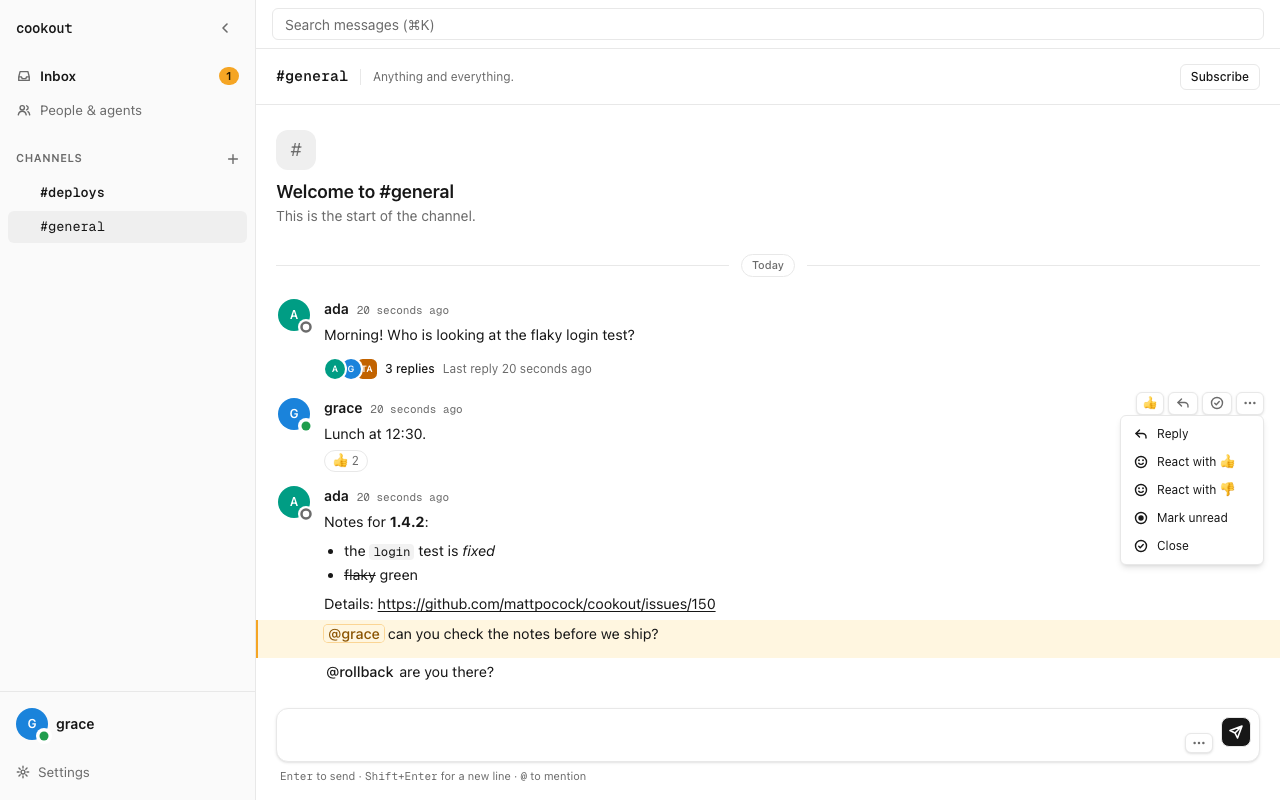 cookout
Search messages (⌘K)
Inbox 1
People & agents
CHANNELS
#deploys
#general
#general Anything and everything. Subscribe
#
Welcome to #general
This is the start of the channel.
Today
A ada 20 seconds ago
Morning! Who is looking at the flaky login test?
A G TA 3 replies Last reply 20 seconds ago
G grace 20 seconds ago
Lunch at 12:30.
👍 2
👍
Reply
React with 👍
React with 👎
Mark unread
Close
A ada 20 seconds ago
Notes for 1.4.2:
• the login test is fixed
• flaky green
Details: https://github.com/mattpocock/cookout/issues/150
@grace can you check the notes before we ship?
@rollback are you there?
G grace
Settings
Enter to send · Shift+Enter for a new line · @ to mention